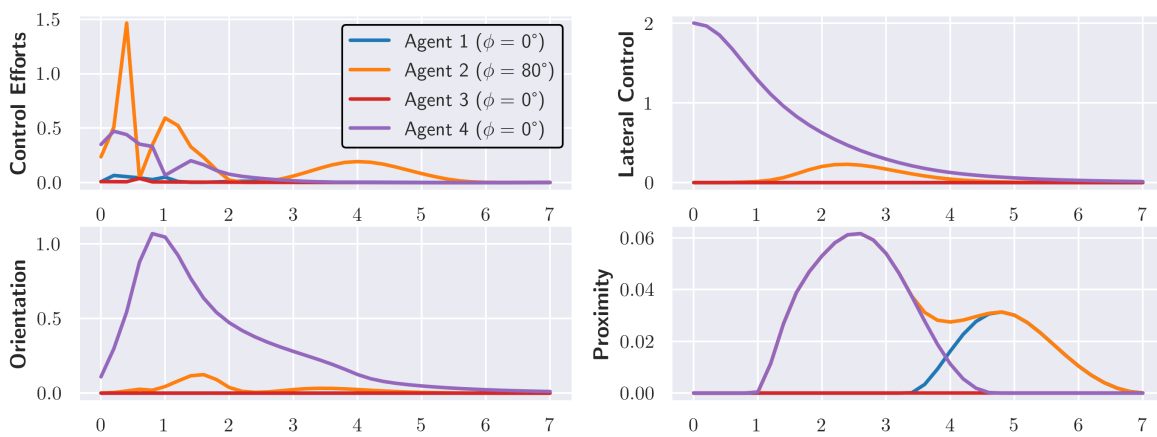 Control Efforts
1.5
1.0
0.5
0.0
Agent 1 (ϕ = 0°)
Agent 2 (ϕ = 80°)
Agent 3 (ϕ = 0°)
Agent 4 (ϕ = 0°)
0 1 2 3 4 5 6 7
Lateral Control
2
1
0
0 1 2 3 4 5 6 7
Orientation
1.0
0.5
0.0
0 1 2 3 4 5 6 7
Proximity
0.06
0.04
0.02
0.00
0 1 2 3 4 5 6 7